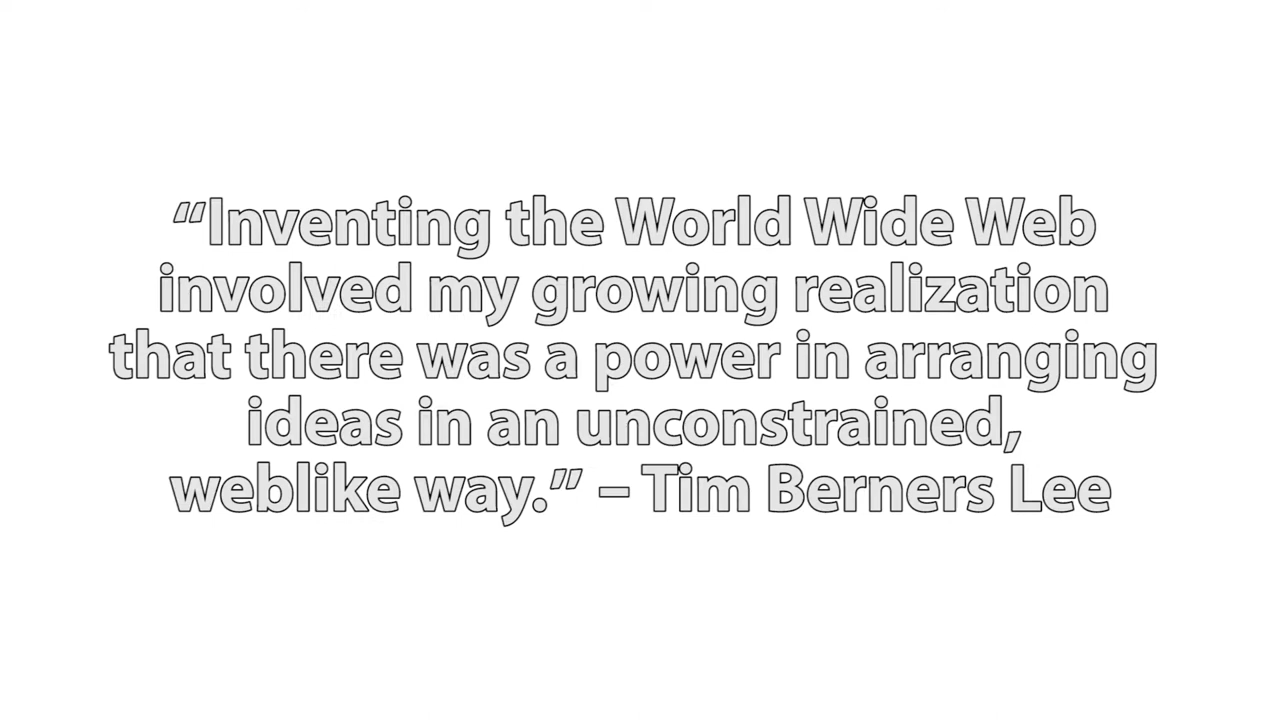 “Inventing the World Wide Web
involved my growing realization
that there was a power in arranging
ideas in an unconstrained,
weblike way.” – Tim Berners Lee